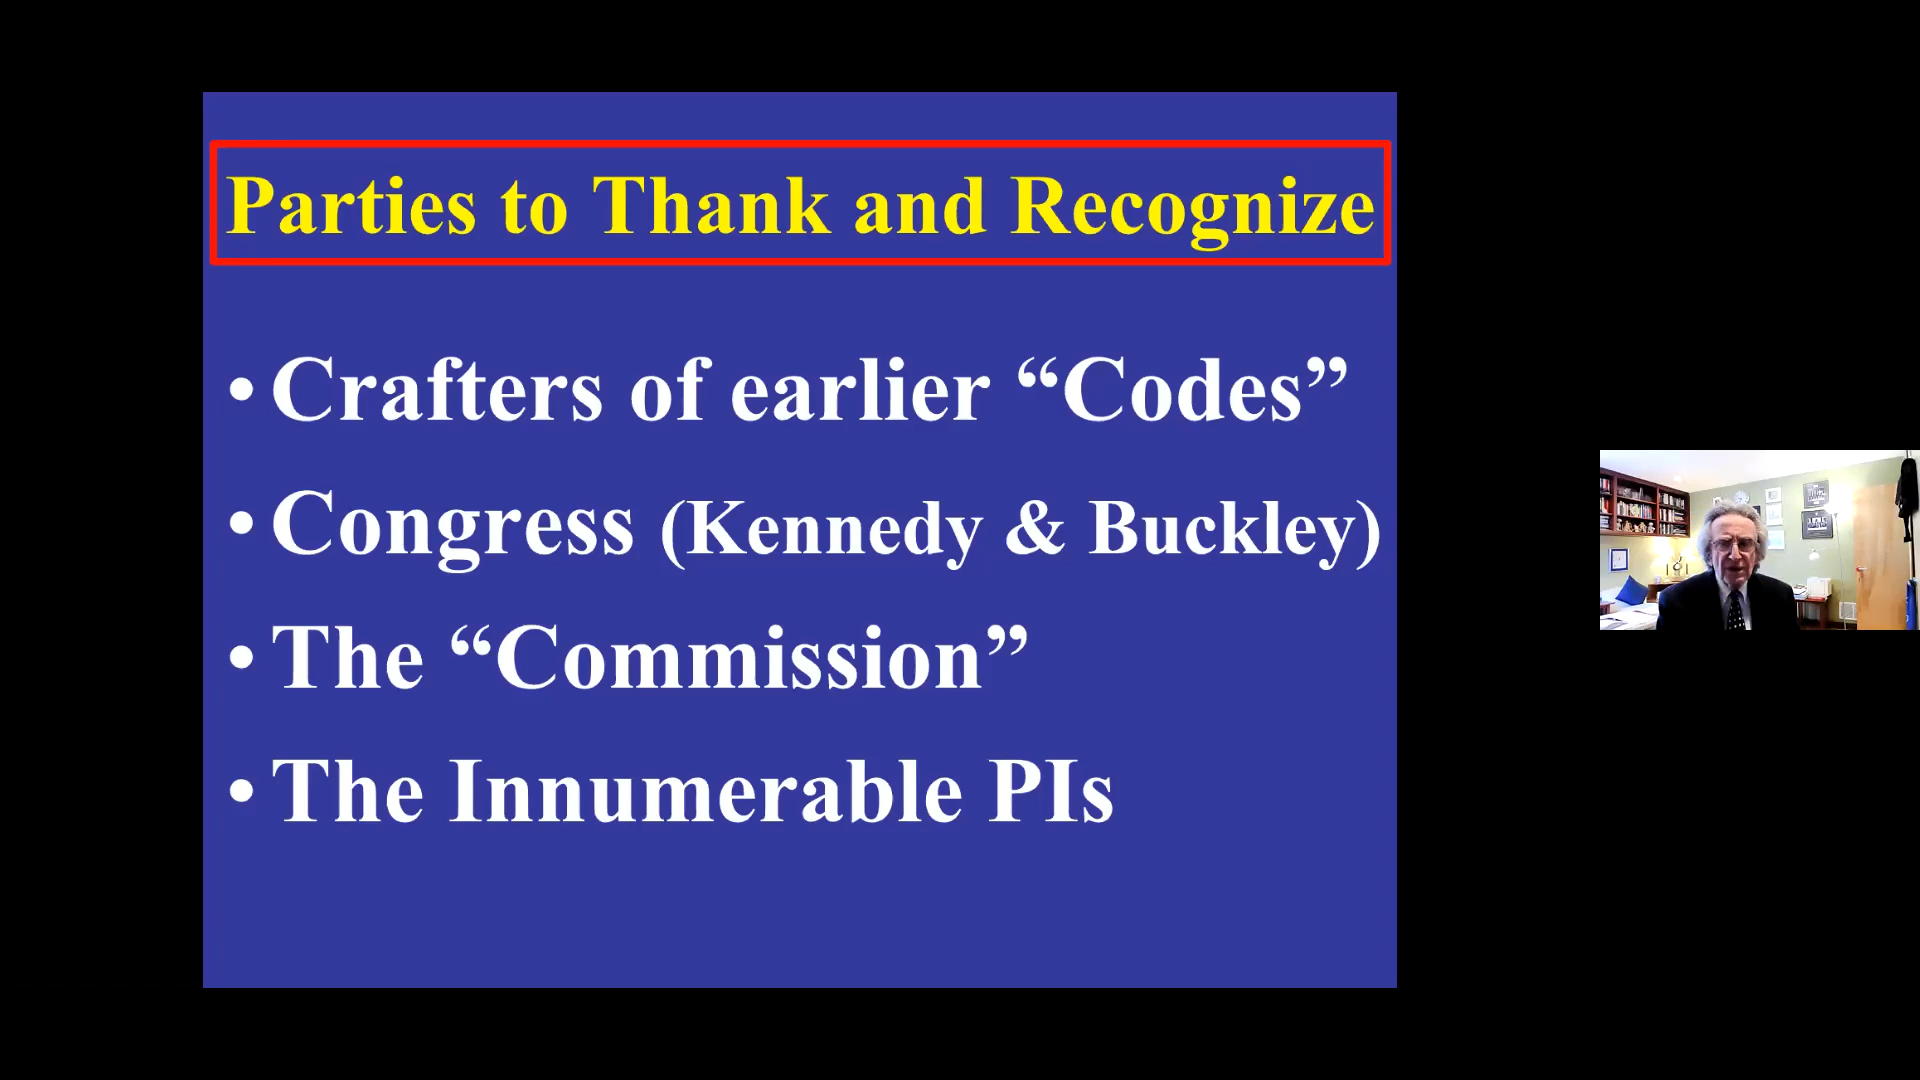 Parties to Thank and Recognize
• Crafters of earlier “Codes”
• Congress (Kennedy & Buckley)
• The “Commission”
• The Innumerable PIs